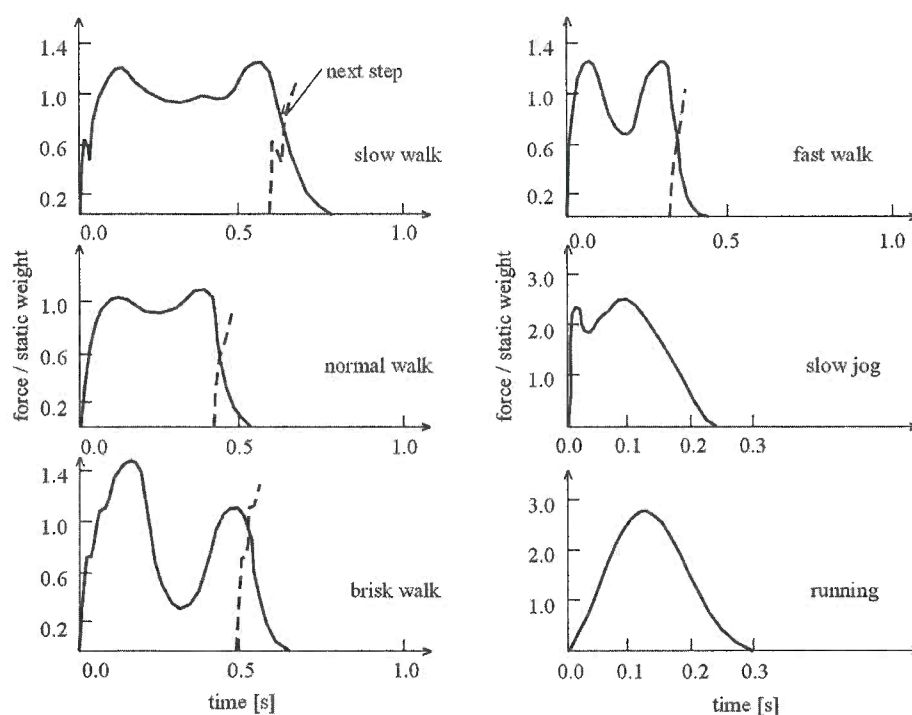 1.4
1.0
0.6
0.2
next step
slow walk
0.0 0.5 1.0
1.4
1.0
0.6
0.2
fast walk
0.0 0.5 1.0
force / static weight
1.0
0.6
0.2
normal walk
0.0 0.5 1.0
force / static weight
3.0
2.0
1.0
slow jog
0.0 0.1 0.2 0.3
1.4
1.0
0.6
0.2
brisk walk
0.0 0.5 1.0
time [s]
3.0
2.0
1.0
running
0.0 0.1 0.2 0.3
time [s]